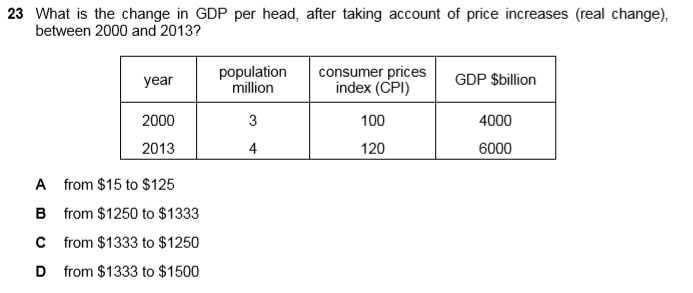 23 What is the change in GDP per head, after taking account of price increases (real change),
between 2000 and 2013?
year population million consumer prices index (CPI) GDP $billion
2000 3 100 4000
2013 4 120 6000
A from $15 to $125
B from $1250 to $1333
C from $1333 to $1250
D from $1333 to $1500